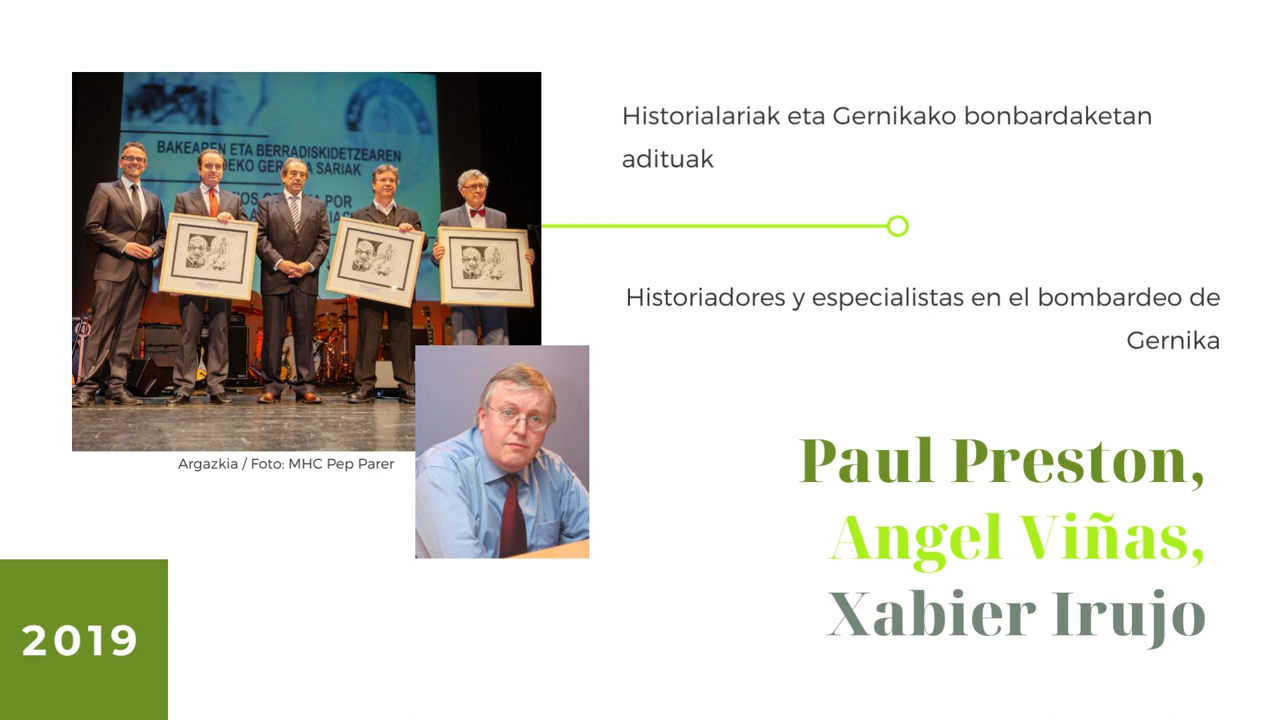 Historialariak eta Gernikako bonbardaketan
adituak
BAKEAREN ETA BERRADISKIDETZEAREN
GERNIKA SARIAK
POR
Historiadores y especialistas en el bombardeo de
Gernika
Argazkia / Foto: MHC Pep Parer
Paul Preston,
Angel Viñas,
Xabier Irujo
2019